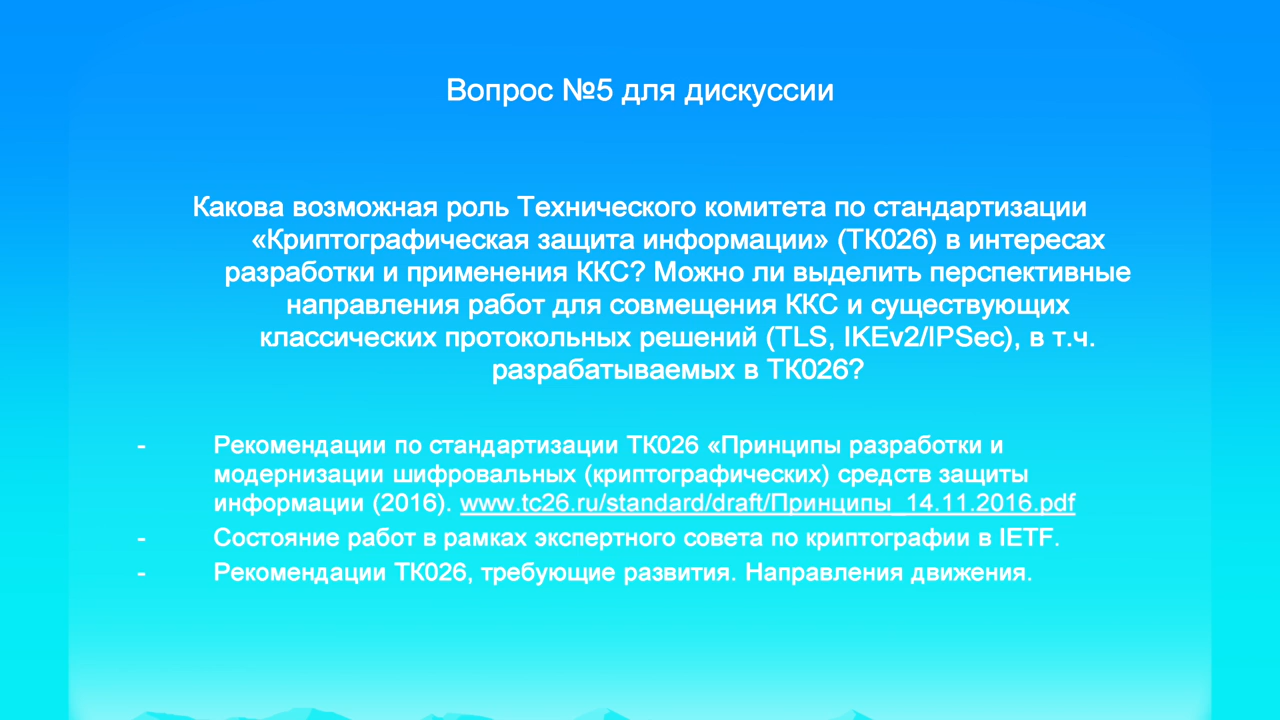 Вопрос №5 для дискуссии
Какова возможная роль Технического комитета по стандартизации
«Криптографическая защита информации» (ТК026) в интересах
разработки и применения ККС? Можно ли выделить перспективные
направления работ для совмещения ККС и существующих
классических протокольных решений (TLS, IKEv2/IPSec), в т.ч.
разрабатываемых в ТК026?
- Рекомендации по стандартизации ТК026 «Принципы разработки и
модернизации шифровальных (криптографических) средств защиты
информации (2016). www.tc26.ru/standard/draft/Принципы_14.11.2016.pdf
- Состояние работ в рамках экспертного совета по криптографии в IETF.
- Рекомендации ТК026, требующие развития. Направления движения.